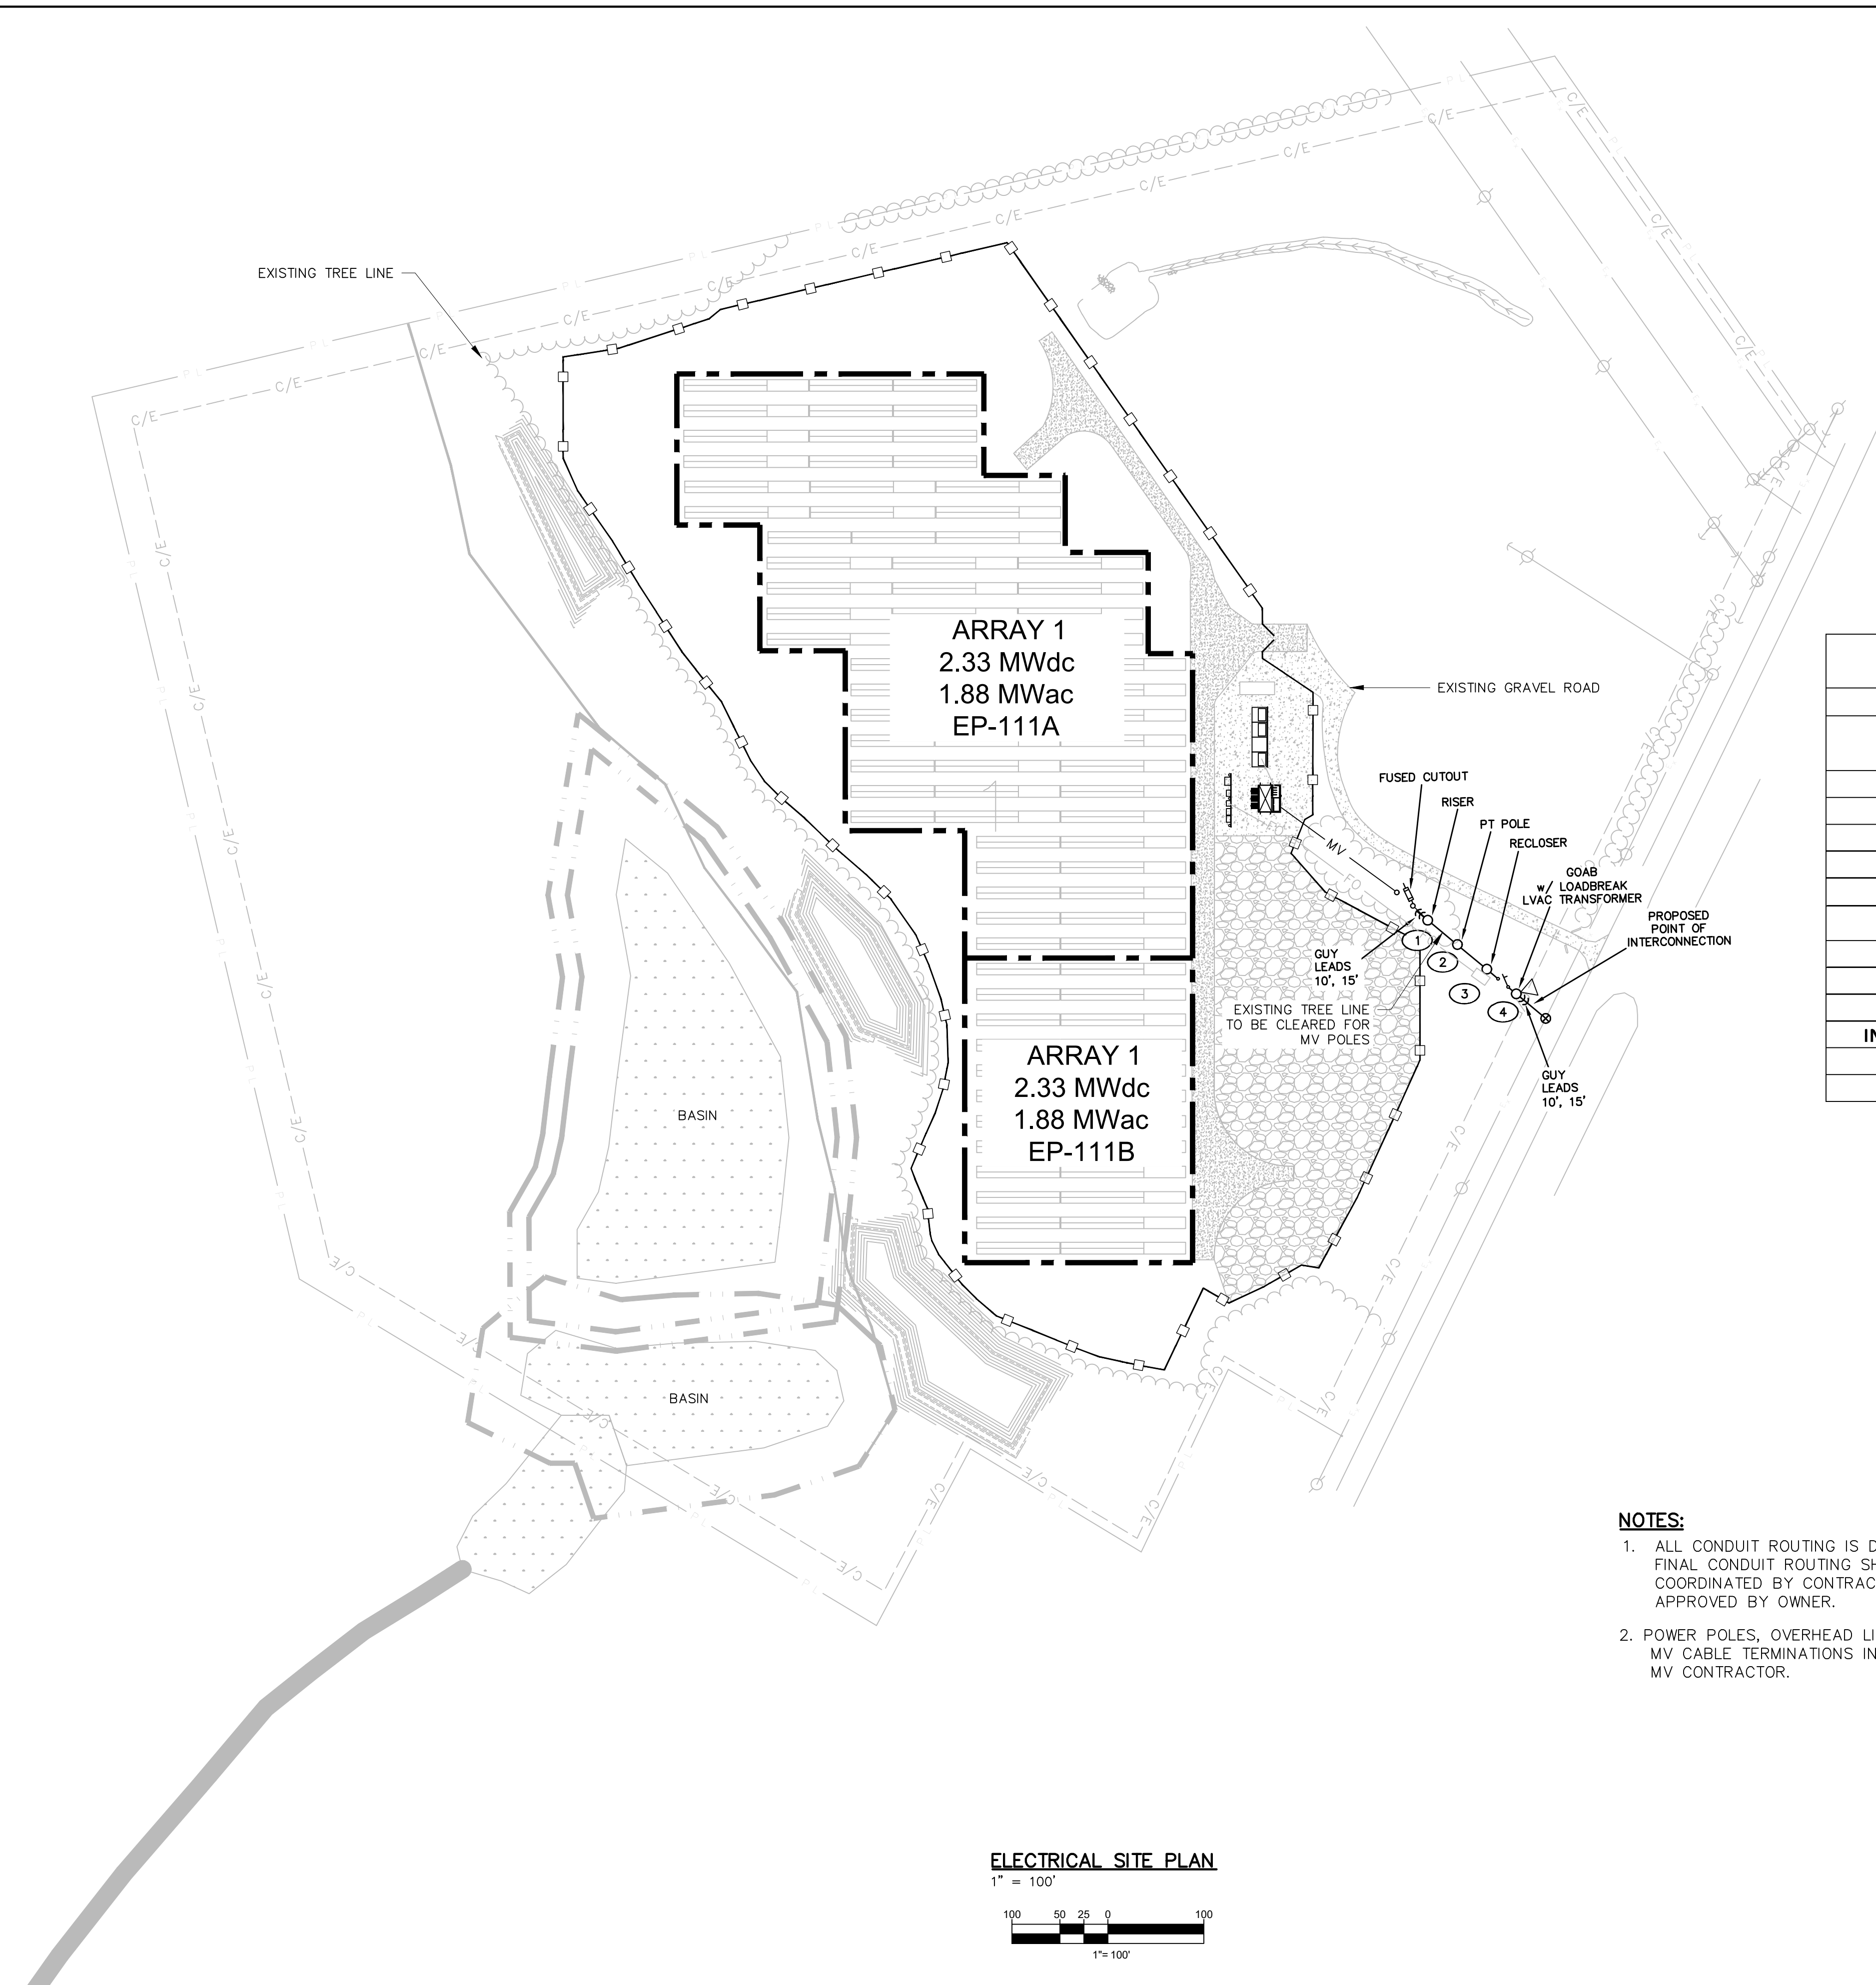 EXISTING TREE LINE
C/E
PL
ARRAY 1
2.33 MWdc
1.88 MWac
EP-111A
EXISTING GRAVEL ROAD
FUSED CUTOUT
RISER
PT POLE
RECLOSER
GOAB
w/ LOADBREAK
LVAC TRANSFORMER
PROPOSED
POINT OF
INTERCONNECTION
MV
FO
1
2
3
4
GUY
LEADS
10', 15'
EXISTING TREE LINE
TO BE CLEARED FOR
MV POLES
ARRAY 1
2.33 MWdc
1.88 MWac
EP-111B
GUY
LEADS
10', 15'
BASIN
BASIN
NOTES:
1. ALL CONDUIT ROUTING IS D
FINAL CONDUIT ROUTING SH
COORDINATED BY CONTRAC
APPROVED BY OWNER.
2. POWER POLES, OVERHEAD LI
MV CABLE TERMINATIONS IN
MV CONTRACTOR.
ELECTRICAL SITE PLAN
1" = 100'
100 50 25 0 100
1"= 100'